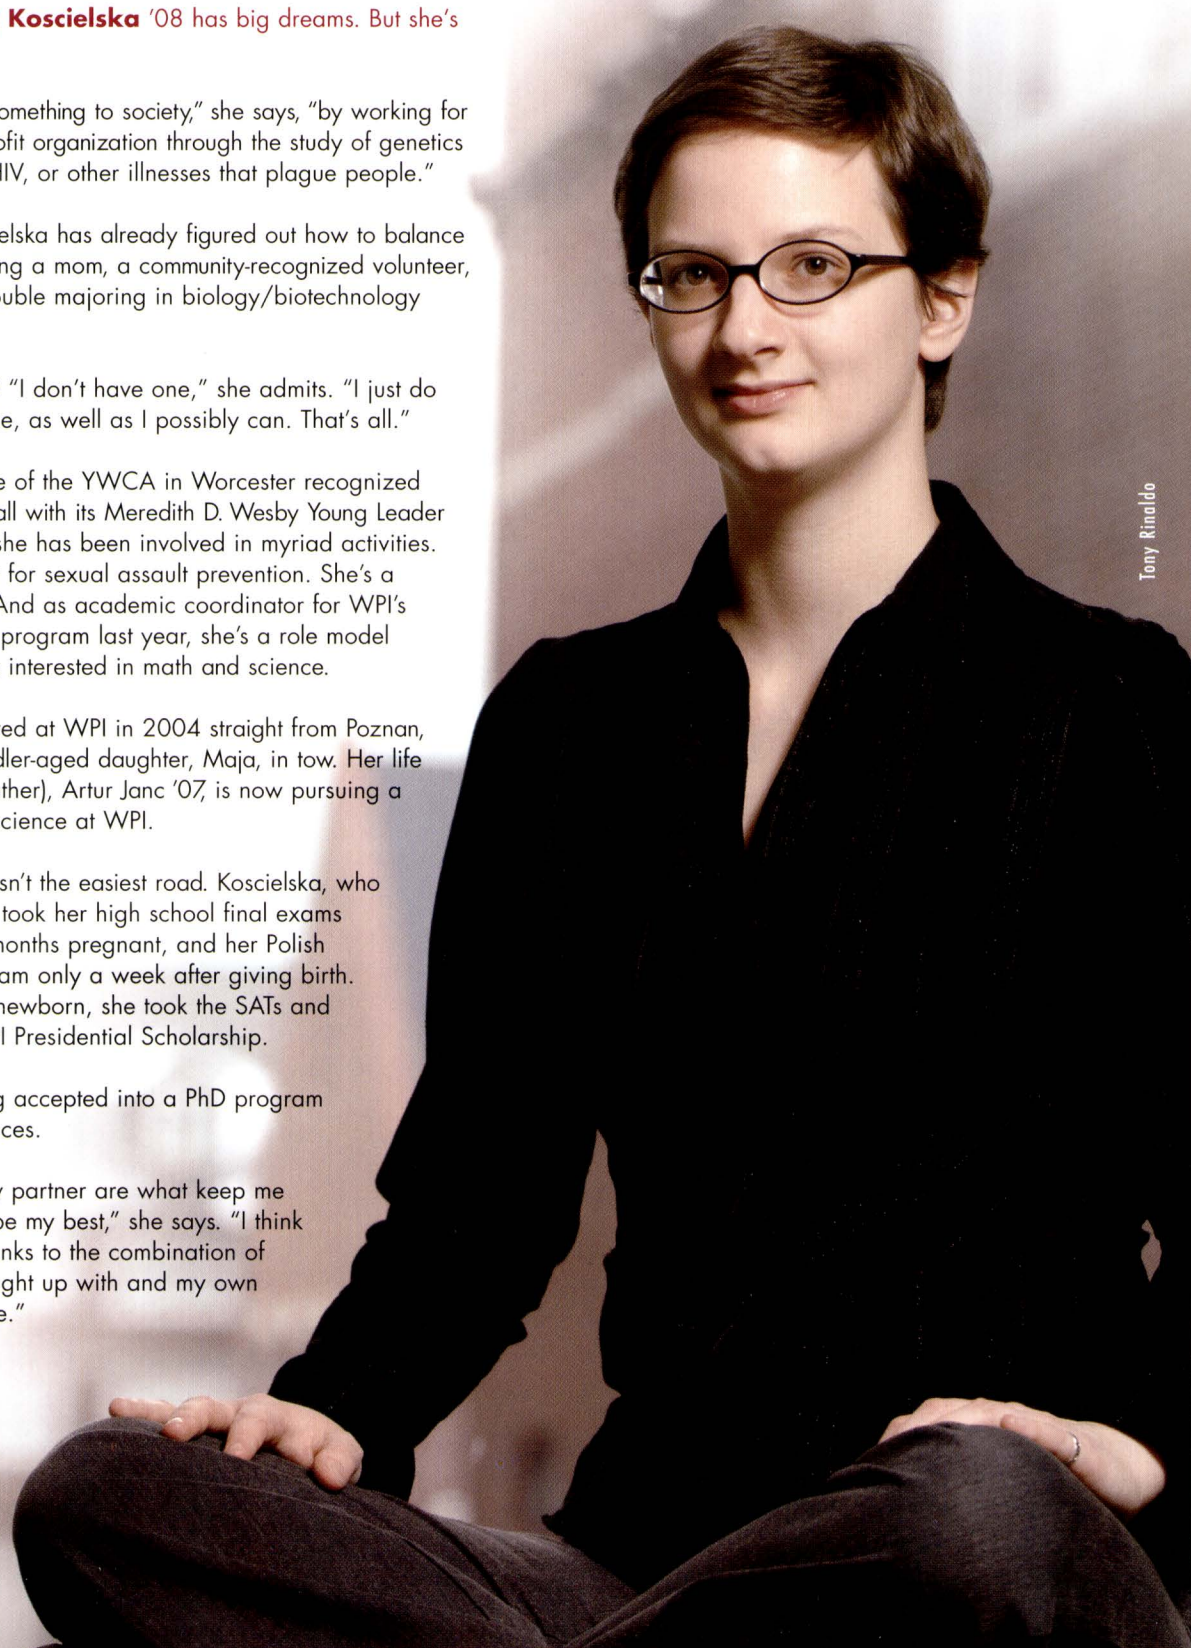 Koscielska '08 has big dreams. But she's
omething to society," she says, "by working for
ofit organization through the study of genetics
IIV, or other illnesses that plague people."
elska has already figured out how to balance
ng a mom, a community-recognized volunteer,
uble majoring in biology/biotechnology
"I don't have one," she admits. "I just do
e, as well as I possibly can. That's all."
e of the YWCA in Worcester recognized
all with its Meredith D. Wesby Young Leader
she has been involved in myriad activities.
for sexual assault prevention. She's a
And as academic coordinator for WPI's
program last year, she's a role model
interested in math and science.
ed at WPI in 2004 straight from Poznan,
dler-aged daughter, Maja, in tow. Her life
ther), Artur Janc '07, is now pursuing a
cience at WPI.
sn't the easiest road. Koscielska, who
took her high school final exams
nonths pregnant, and her Polish
am only a week after giving birth.
newborn, she took the SATs and
I Presidential Scholarship.
g accepted into a PhD program
ces.
y partner are what keep me
be my best," she says. "I think
nks to the combination of
ght up with and my own
e."
Tony Rinaldo